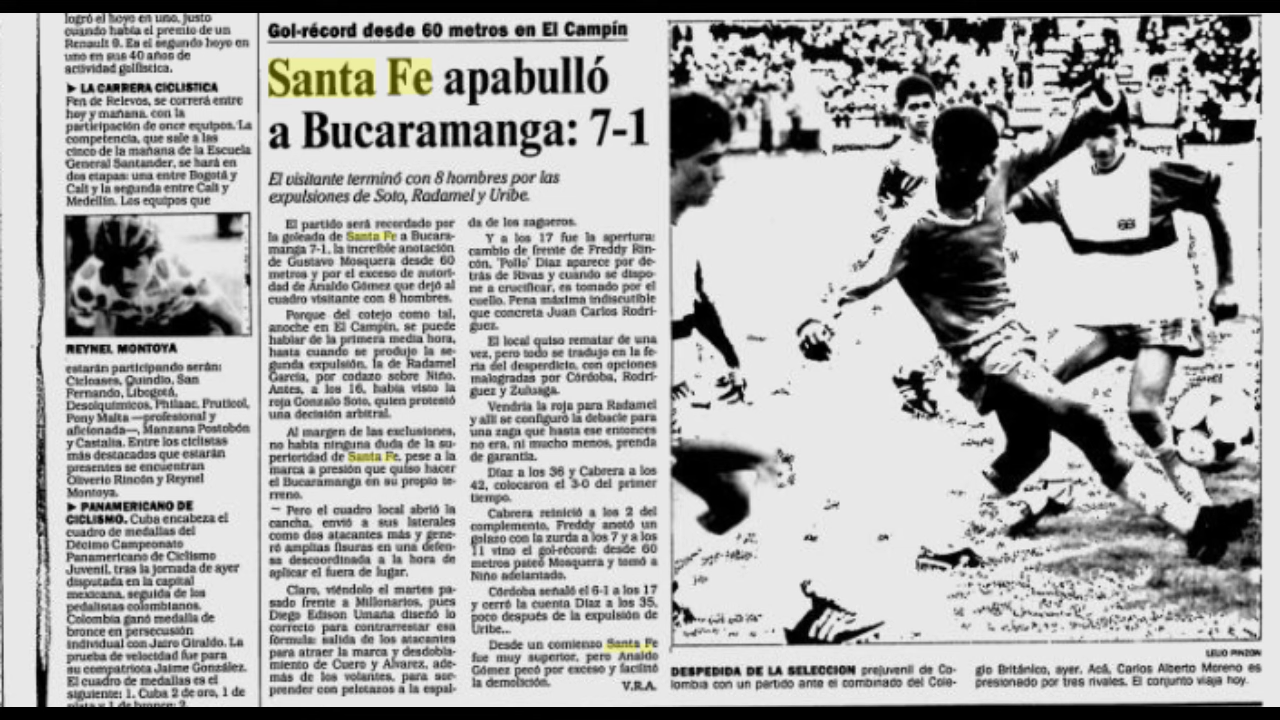 logró el hoyo en uno, justo
cuando había el premio de un
Renault 9. Es el segundo hoyo en
uno en sus 40 años de
actividad golfística.
▶ LA CARRERA CICLISTICA
Fen de Relevos, se correrá entre
hoy y mañana, con la
participación de once equipos. La
competencia, que sale a las
cinco de la mañana de la Escuela
General Santander, se hará en
dos etapas: una entre Bogotá y
Cali y la segunda entre Cali y
Medellín. Los equipos que
REYNEL MONTOYA
estarán participando serán:
Cicloases, Quindío, San
Fernando, Libogotá,
Desolquímicos, Philaac, Fruticol,
Pony Malta —profesional y
aficionada—, Manzana Postobón
y Castalia. Entre los ciclistas
más destacados que estarán
presentes se encuentran
Oliverio Rincón y Reynel
Montoya.
▶ PANAMERICANO DE
CICLISMO. Cuba encabeza el
cuadro de medallas del
Décimo Campeonato
Panamericano de Ciclismo
Juvenil, tras la jornada de ayer
disputada en la capital
mexicana, seguida de los
pedalistas colombianos.
Colombia ganó medalla de
bronce en persecusión
individual con Jairo Giraldo. La
prueba de velocidad fue para
su compatriota Jaime González.
El cuadro de medallas es el
siguiente: 1. Cuba 2 de oro, 1 de
plata y 1 de bronce; 2.
Gol-récord desde 60 metros en El Campín
Santa Fe apabulló
a Bucaramanga: 7-1
El visitante terminó con 8 hombres por las
expulsiones de Soto, Radamel y Uribe.
El partido será recordado por
la goleada de Santa Fe a Bucara-
manga 7-1, la increíble anotación
de Gustavo Mosquera desde 60
metros y por el exceso de autori-
dad de Analdo Gómez que dejó al
cuadro visitante con 8 hombres.
Porque del cotejo como tal,
anoche en El Campín, se puede
hablar de la primera media hora,
hasta cuando se produjo la se-
gunda expulsión, la de Radamel
García, por codazo sobre Niño.
Antes, a los 16, había visto la
roja Gonzalo Soto, quien protestó
una decisión arbitral.
Al margen de las exclusiones,
no había ninguna duda de la su-
perioridad de Santa Fe, pese a la
marca a presión que quiso hacer
el Bucaramanga en su propio te-
rreno.
Pero el cuadro local abrió la
cancha, envió a sus laterales
como dos atacantes más y gene-
ró amplias fisuras en una defen-
sa descoordinada a la hora de
aplicar el fuera de lugar.
Claro, viéndolo el martes pa-
sado frente a Millonarios, pues
Diego Edison Umaña diseñó lo
correcto para contrarrestar esa
fórmula: salida de los atacantes
para atraer la marca y desdobla-
miento de Cuero y Alvarez, ade-
más de los volantes, para sor-
prender con pelotazos a la espal-
da de los zagueros.
Y a los 17 fue la apertura:
cambio de frente de Freddy Rin-
cón, 'Pollo' Díaz aparece por de-
trás de Rivas y cuando se dispo-
ne a crucificar, es tomado por el
cuello. Pena máxima indiscutible
que concreta Juan Carlos Rodrí-
guez.
El local quiso rematar de una
vez, pero todo se tradujo en la fe-
ria del desperdicio, con opciones
malogradas por Córdoba, Rodrí-
guez y Zuluaga.
Vendría la roja para Radamel
y allí se configuró la debacle para
una zaga que hasta ese entonces
no era, ni mucho menos, prenda
de garantía.
Díaz a los 36 y Cabrera a los
42, colocaron el 3-0 del primer
tiempo.
Cabrera reinició a los 2 del
complemento, Freddy anotó un
golazo con la zurda a los 7 y a los
11 vino el gol-récord: desde 60
metros pateó Mosquera y tomó a
Niño adelantado.
Córdoba señaló el 6-1 a los 17
y cerró la cuenta Díaz a los 35,
poco después de la expulsión de
Uribe...
Desde un comienzo Santa Fe
fue muy superior, pero Analdo
Gómez pecó por exceso y facilitó
la demolición.
V.R.A.
LELIO PINZON
DESPEDIDA DE LA SELECCION prejuvenil de Co-
lombia con un partido ante el combinado del Cole-
gio Británico, ayer. Acá, Carlos Alberto Moreno es
presionado por tres rivales. El conjunto viaja hoy.